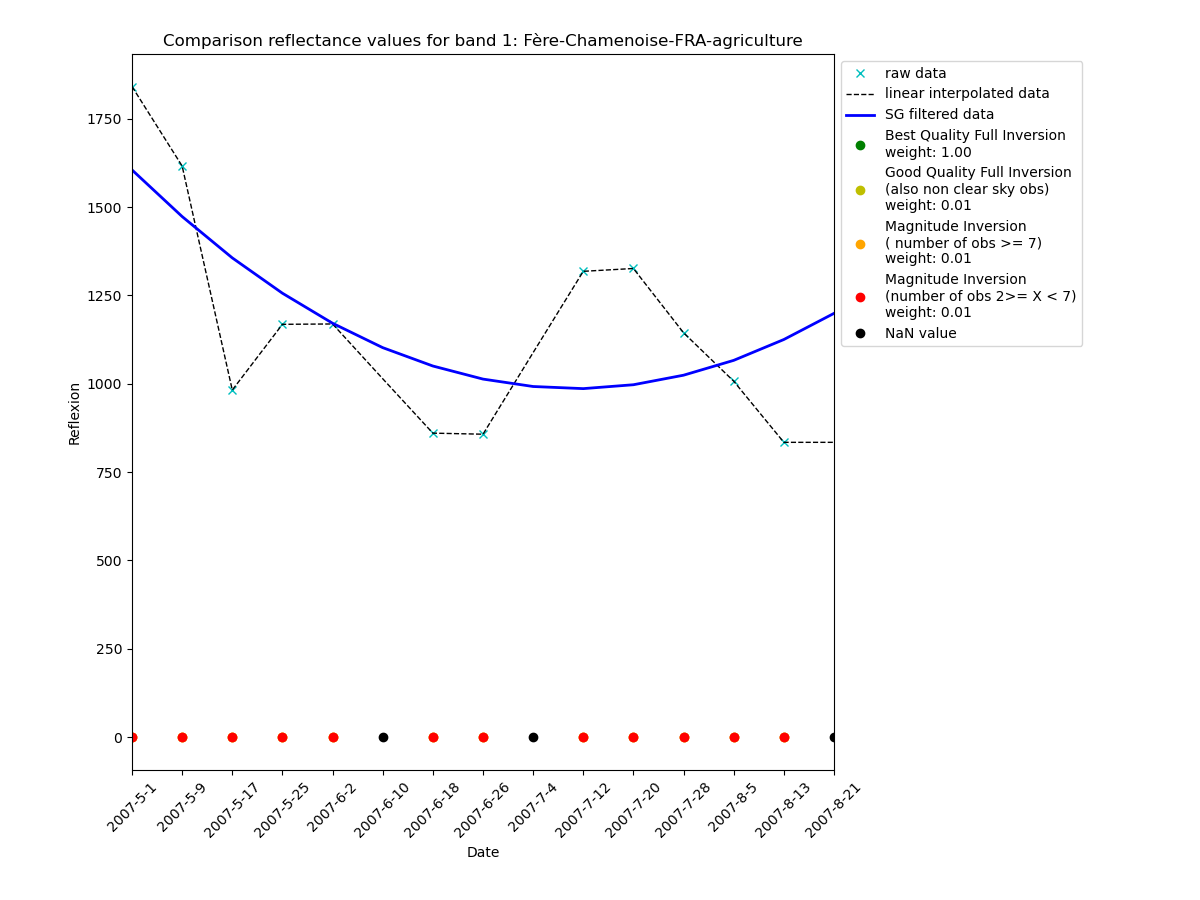 Comparison reflectance values for band 1: Fère-Chamenoise-FRA-agriculture
raw data
linear interpolated data
SG filtered data
Best Quality Full Inversion
weight: 1.00
Good Quality Full Inversion
(also non clear sky obs)
weight: 0.01
Magnitude Inversion
( number of obs >= 7)
weight: 0.01
Magnitude Inversion
(number of obs 2>= X < 7)
weight: 0.01
NaN value
Reflexion
1750
1500
1250
1000
750
500
250
0
2007-5-1
2007-5-9
2007-5-17
2007-5-25
2007-6-2
2007-6-10
2007-6-18
2007-6-26
2007-7-4
2007-7-12
2007-7-20
2007-7-28
2007-8-5
2007-8-13
2007-8-21
Date